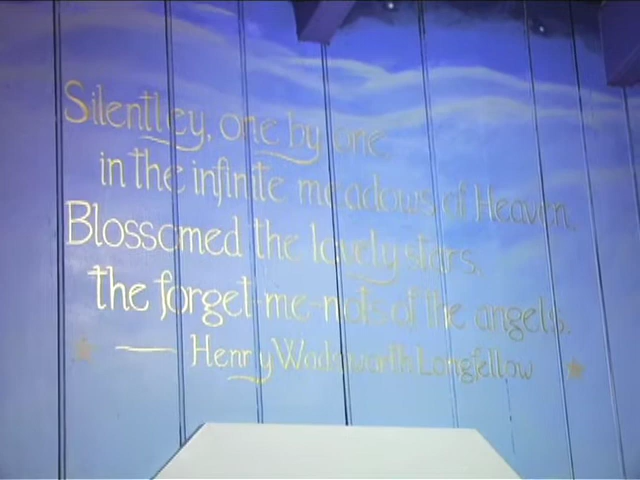 Silentley, one by one,
in the infinite meadows of Heaven,
Blossomed the lovely stars,
the forget-me-nots of the angels.
— Henry Wadsworth Longfellow